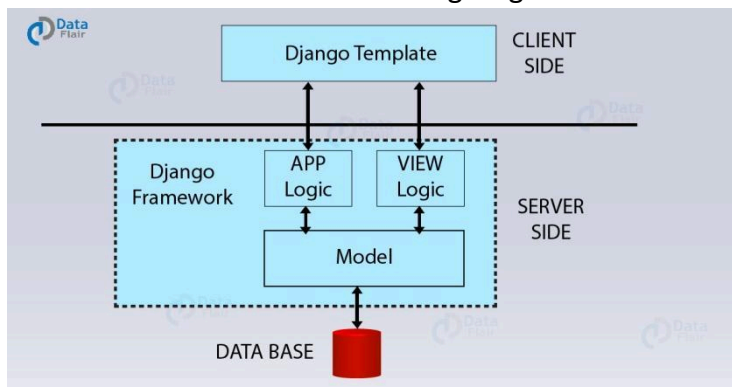 Data
Flair
Django Template
CLIENT
SIDE
Django
Framework
APP
Logic
VIEW
Logic
SERVER
SIDE
Model
DATA BASE